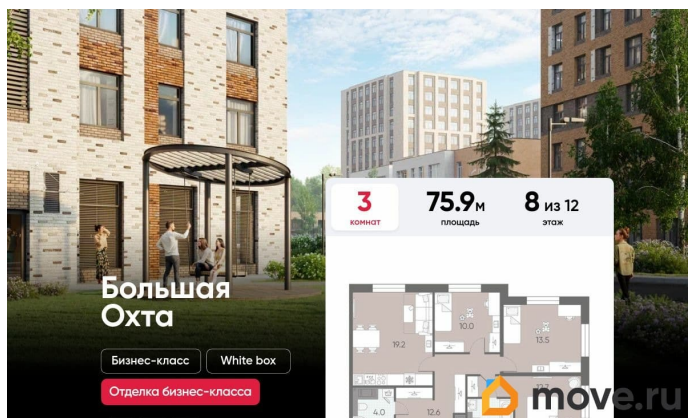 3
комнат
75.9 м
площадь
8 из 12
этаж
Большая
Охта
Бизнес-класс
White box
Отделка бизнес-класса
19.2
10.0
13.5
4.0
12.6
move.ru